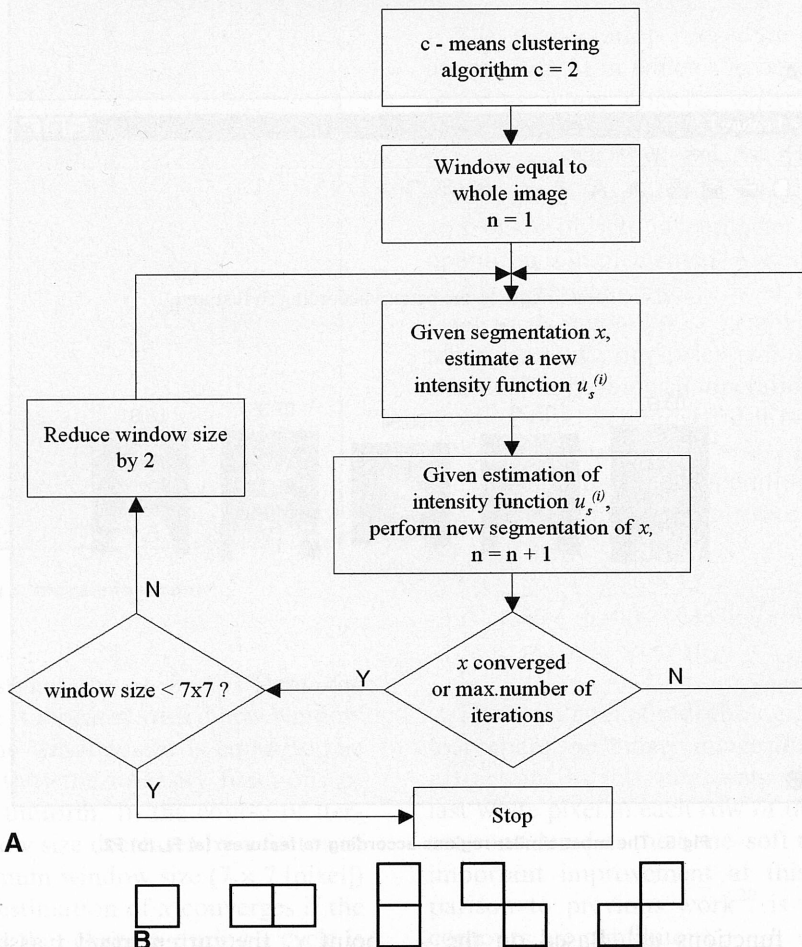 c - means clustering
algorithm c = 2
Window equal to
whole image
n = 1
Given segmentation x,
estimate a new
intensity function u_s^(i)
Reduce window size
by 2
Given estimation of
intensity function u_s^(i),
perform new segmentation of x,
n = n + 1
N
window size < 7x7 ?
Y
x converged
or max.number of
iterations
N
Y
Stop
A
B